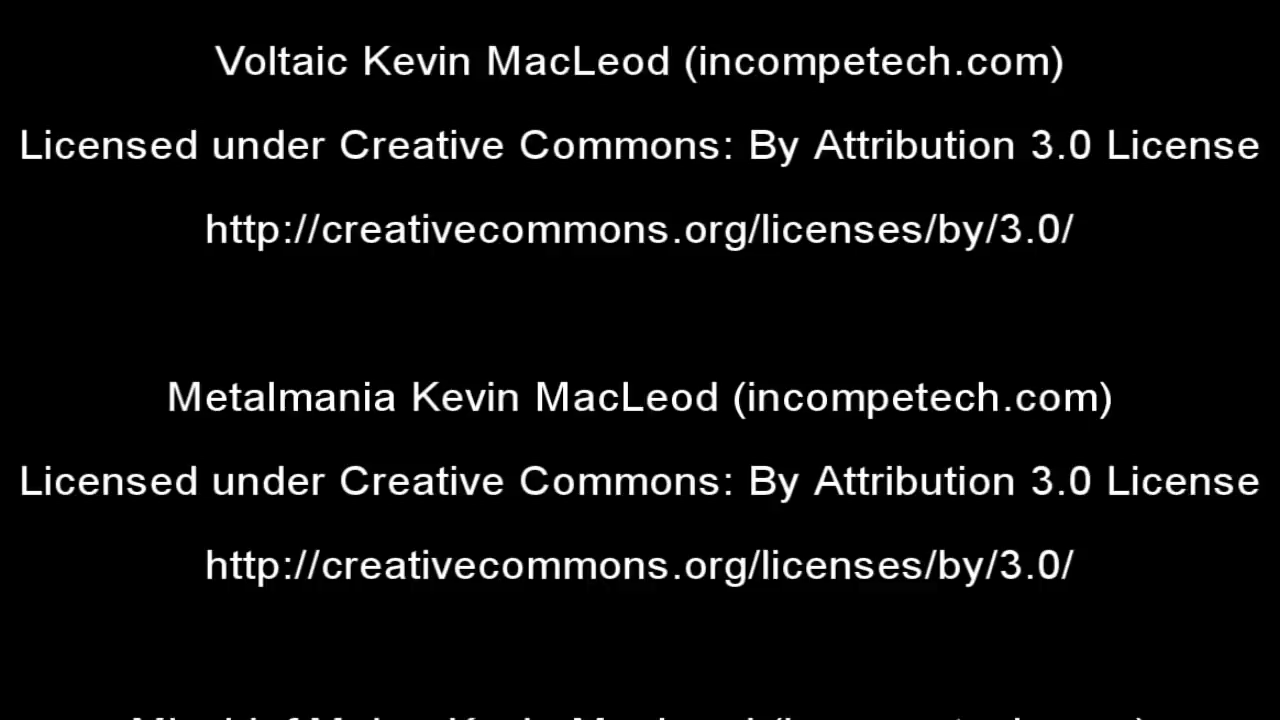 Voltaic Kevin MacLeod (incompetech.com)
Licensed under Creative Commons: By Attribution 3.0 License
http://creativecommons.org/licenses/by/3.0/
Metalmania Kevin MacLeod (incompetech.com)
Licensed under Creative Commons: By Attribution 3.0 License
http://creativecommons.org/licenses/by/3.0/